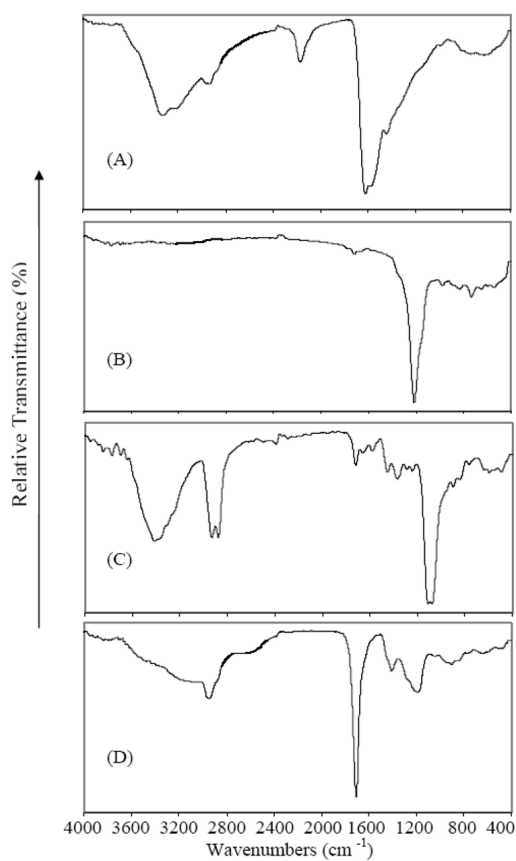 (A)
(B)
(C)
(D)
Relative Transmittance (%)
4000 3600 3200 2800 2400 2000 1600 1200 800 400
Wavenumbers (cm⁻¹)